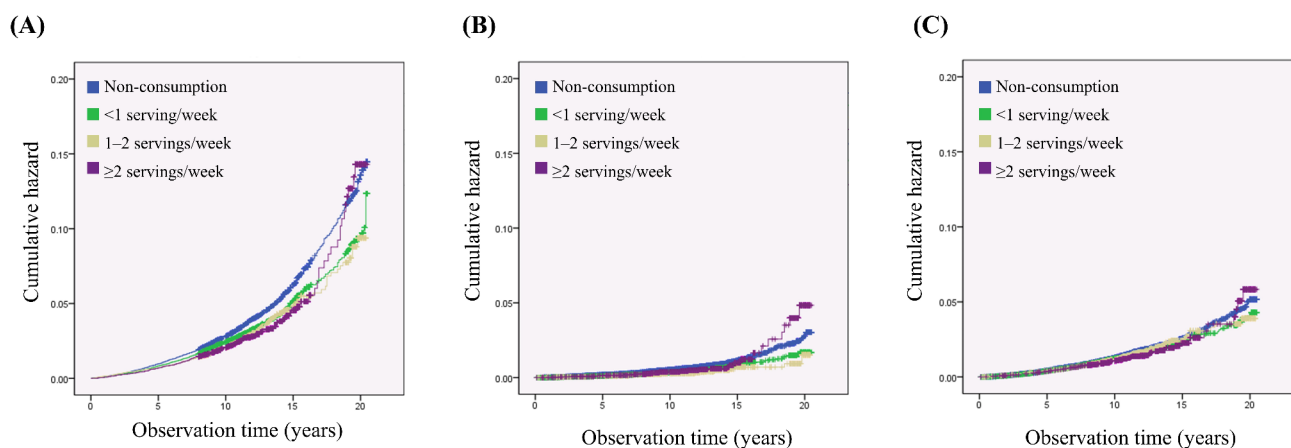 (A)
Cumulative hazard
0.20
0.15
0.10
0.05
0.00
Non-consumption
<1 serving/week
1–2 servings/week
≥2 servings/week
0 5 10 15 20
Observation time (years)
(B)
Cumulative hazard
0.20
0.15
0.10
0.05
0.00
Non-consumption
<1 serving/week
1–2 servings/week
≥2 servings/week
0 5 10 15 20
Observation time (years)
(C)
Cumulative hazard
0.20
0.15
0.10
0.05
0.00
Non-consumption
<1 serving/week
1–2 servings/week
≥2 servings/week
0 5 10 15 20
Observation time (years)